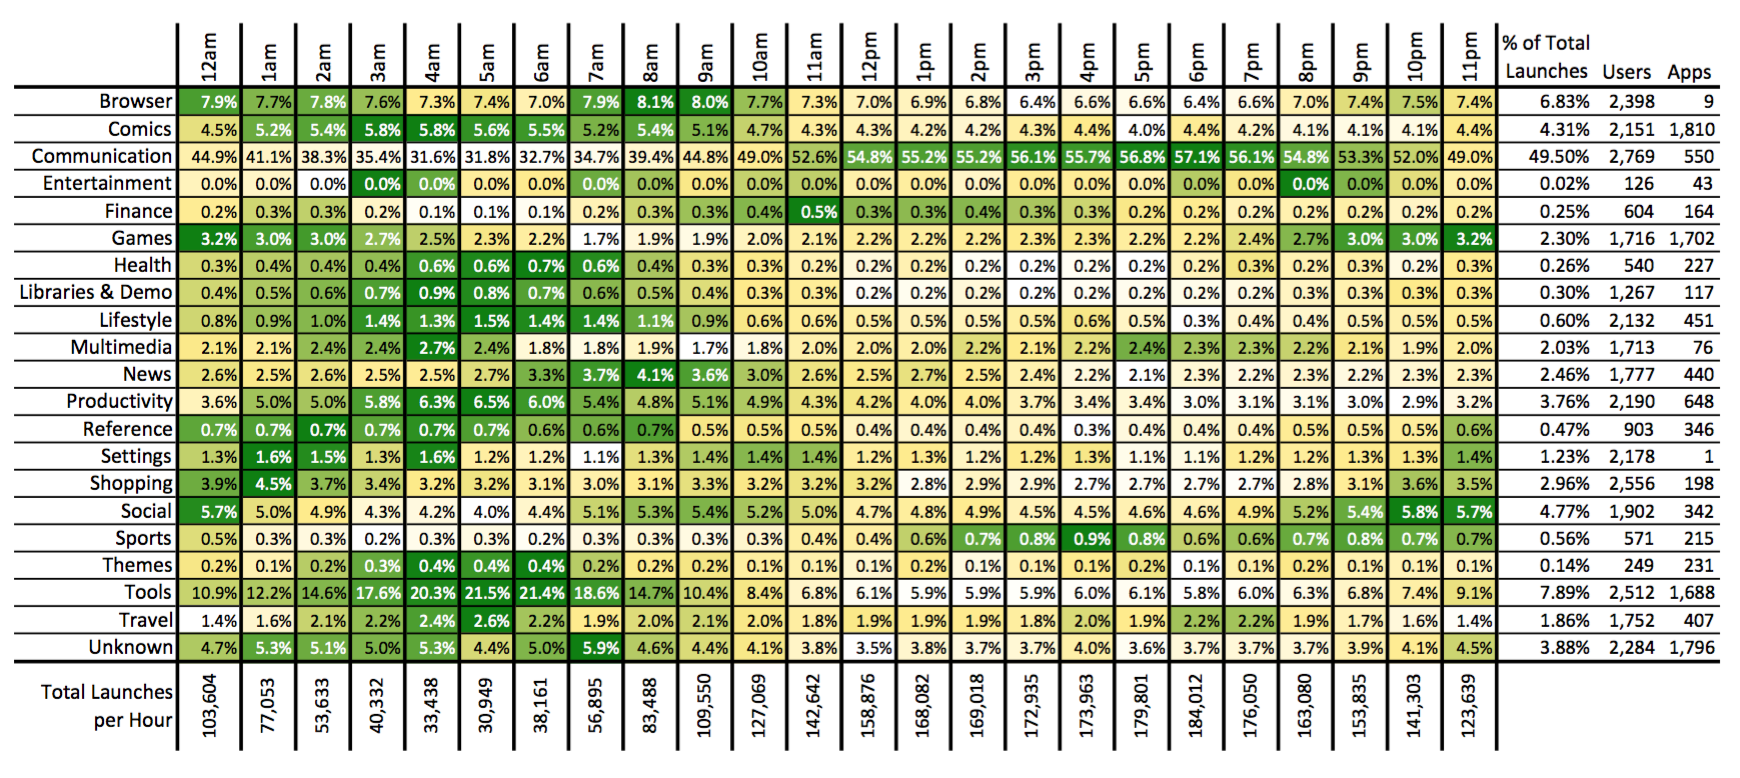 12am 1am 2am 3am 4am 5am 6am 7am 8am 9am 10am 11am 12pm 1pm 2pm 3pm 4pm 5pm 6pm 7pm 8pm 9pm 10pm 11pm % of Total Launches Users Apps
Browser 7.9% 7.7% 7.8% 7.6% 7.3% 7.4% 7.0% 7.9% 8.1% 8.0% 7.7% 7.3% 7.0% 6.9% 6.8% 6.4% 6.6% 6.6% 6.4% 6.6% 7.0% 7.4% 7.5% 7.4% 6.83% 2,398 9
Comics 4.5% 5.2% 5.4% 5.8% 5.8% 5.6% 5.5% 5.2% 5.4% 5.1% 4.7% 4.3% 4.3% 4.2% 4.2% 4.3% 4.4% 4.0% 4.4% 4.2% 4.1% 4.1% 4.1% 4.4% 4.31% 2,151 1,810
Communication 44.9% 41.1% 38.3% 35.4% 31.6% 31.8% 32.7% 34.7% 39.4% 44.8% 49.0% 52.6% 54.8% 55.2% 55.2% 56.1% 55.7% 56.8% 57.1% 56.1% 54.8% 53.3% 52.0% 49.0% 49.50% 2,769 550
Entertainment 0.0% 0.0% 0.0% 0.0% 0.0% 0.0% 0.0% 0.0% 0.0% 0.0% 0.0% 0.0% 0.0% 0.0% 0.0% 0.0% 0.0% 0.0% 0.0% 0.0% 0.0% 0.0% 0.0% 0.0% 0.02% 126 43
Finance 0.2% 0.3% 0.3% 0.2% 0.1% 0.1% 0.1% 0.2% 0.3% 0.3% 0.4% 0.5% 0.3% 0.3% 0.4% 0.3% 0.3% 0.2% 0.2% 0.2% 0.2% 0.2% 0.2% 0.2% 0.25% 604 164
Games 3.2% 3.0% 3.0% 2.7% 2.5% 2.3% 2.2% 1.7% 1.9% 1.9% 2.0% 2.1% 2.2% 2.2% 2.2% 2.3% 2.3% 2.2% 2.2% 2.4% 2.7% 3.0% 3.0% 3.2% 2.30% 1,716 1,702
Health 0.3% 0.4% 0.4% 0.4% 0.6% 0.6% 0.7% 0.6% 0.4% 0.3% 0.3% 0.2% 0.2% 0.2% 0.2% 0.2% 0.2% 0.2% 0.2% 0.3% 0.2% 0.3% 0.2% 0.3% 0.26% 540 227
Libraries & Demo 0.4% 0.5% 0.6% 0.7% 0.9% 0.8% 0.7% 0.6% 0.5% 0.4% 0.3% 0.3% 0.2% 0.2% 0.2% 0.2% 0.2% 0.2% 0.2% 0.2% 0.3% 0.3% 0.3% 0.3% 0.30% 1,267 117
Lifestyle 0.8% 0.9% 1.0% 1.4% 1.3% 1.5% 1.4% 1.4% 1.1% 0.9% 0.6% 0.6% 0.5% 0.5% 0.5% 0.5% 0.6% 0.5% 0.3% 0.4% 0.4% 0.5% 0.5% 0.5% 0.60% 2,132 451
Multimedia 2.1% 2.1% 2.4% 2.4% 2.7% 2.4% 1.8% 1.8% 1.9% 1.7% 1.8% 2.0% 2.0% 2.0% 2.2% 2.1% 2.2% 2.4% 2.3% 2.3% 2.2% 2.1% 1.9% 2.0% 2.03% 1,713 76
News 2.6% 2.5% 2.6% 2.5% 2.5% 2.7% 3.3% 3.7% 4.1% 3.6% 3.0% 2.6% 2.5% 2.7% 2.5% 2.4% 2.2% 2.1% 2.3% 2.2% 2.3% 2.2% 2.3% 2.3% 2.46% 1,777 440
Productivity 3.6% 5.0% 5.0% 5.8% 6.3% 6.5% 6.0% 5.4% 4.8% 5.1% 4.9% 4.3% 4.2% 4.0% 4.0% 3.7% 3.4% 3.4% 3.0% 3.1% 3.1% 3.0% 2.9% 3.2% 3.76% 2,190 648
Reference 0.7% 0.7% 0.7% 0.7% 0.7% 0.7% 0.6% 0.6% 0.7% 0.5% 0.5% 0.5% 0.4% 0.4% 0.4% 0.4% 0.3% 0.4% 0.4% 0.4% 0.5% 0.5% 0.5% 0.6% 0.47% 903 346
Settings 1.3% 1.6% 1.5% 1.3% 1.6% 1.2% 1.2% 1.1% 1.3% 1.4% 1.4% 1.4% 1.2% 1.3% 1.2% 1.2% 1.3% 1.1% 1.1% 1.2% 1.2% 1.3% 1.3% 1.4% 1.23% 2,178 1
Shopping 3.9% 4.5% 3.7% 3.4% 3.2% 3.2% 3.1% 3.0% 3.1% 3.3% 3.2% 3.2% 3.2% 2.8% 2.9% 2.9% 2.7% 2.7% 2.7% 2.7% 2.8% 3.1% 3.6% 3.5% 2.96% 2,556 198
Social 5.7% 5.0% 4.9% 4.3% 4.2% 4.0% 4.4% 5.1% 5.3% 5.4% 5.2% 5.0% 4.7% 4.8% 4.9% 4.5% 4.5% 4.6% 4.6% 4.9% 5.2% 5.4% 5.8% 5.7% 4.77% 1,902 342
Sports 0.5% 0.3% 0.3% 0.2% 0.3% 0.3% 0.2% 0.3% 0.3% 0.3% 0.3% 0.4% 0.4% 0.6% 0.7% 0.8% 0.9% 0.8% 0.6% 0.6% 0.7% 0.8% 0.7% 0.7% 0.56% 571 215
Themes 0.2% 0.1% 0.2% 0.3% 0.4% 0.4% 0.4% 0.2% 0.2% 0.2% 0.1% 0.1% 0.1% 0.2% 0.1% 0.1% 0.1% 0.2% 0.1% 0.1% 0.2% 0.1% 0.1% 0.1% 0.14% 249 231
Tools 10.9% 12.2% 14.6% 17.6% 20.3% 21.5% 21.4% 18.6% 14.7% 10.4% 8.4% 6.8% 6.1% 5.9% 5.9% 5.9% 6.0% 6.1% 5.8% 6.0% 6.3% 6.8% 7.4% 9.1% 7.89% 2,512 1,688
Travel 1.4% 1.6% 2.1% 2.2% 2.4% 2.6% 2.2% 1.9% 2.0% 2.1% 2.0% 1.8% 1.9% 1.9% 1.9% 1.8% 2.0% 1.9% 2.2% 2.2% 1.9% 1.7% 1.6% 1.4% 1.86% 1,752 407
Unknown 4.7% 5.3% 5.1% 5.0% 5.3% 4.4% 5.0% 5.9% 4.6% 4.4% 4.1% 3.8% 3.5% 3.8% 3.7% 3.7% 4.0% 3.6% 3.7% 3.7% 3.7% 3.9% 4.1% 4.5% 3.88% 2,284 1,796
Total Launches per Hour 103,604 77,053 53,633 40,332 33,438 30,949 38,161 56,895 83,488 109,550 127,069 142,642 158,876 168,082 169,018 172,935 173,963 179,801 184,012 176,050 163,080 153,835 141,303 123,639